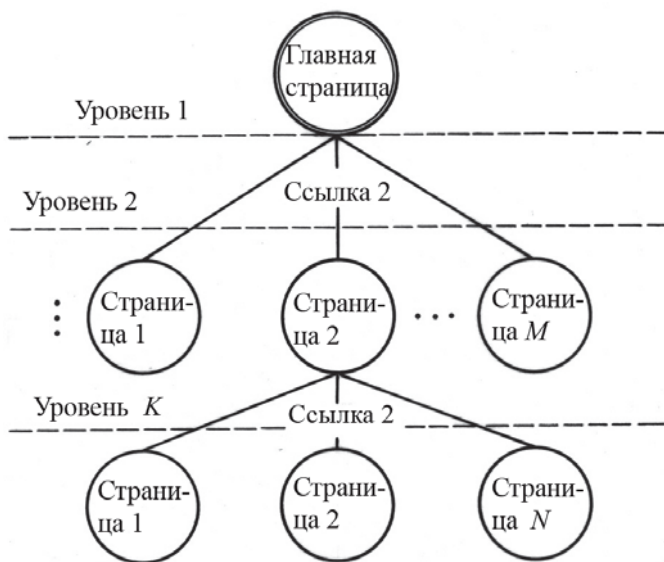 Главная
страница
Уровень 1
Ссылка 2
Уровень 2
Страни-
ца 1
Страни-
ца 2
Страни-
ца M
Уровень K
Ссылка 2
Страни-
ца 1
Страни-
ца 2
Страни-
ца N